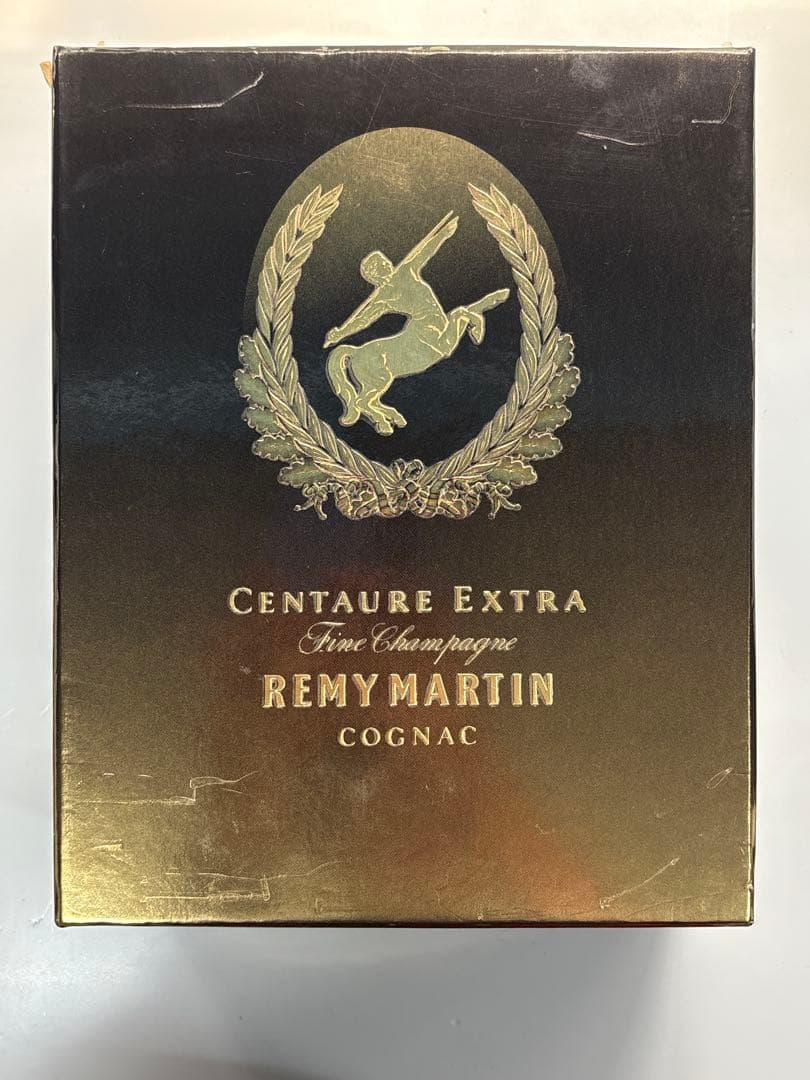 CENTAURE EXTRA
Fine Champagne
REMY MARTIN
COGNAC